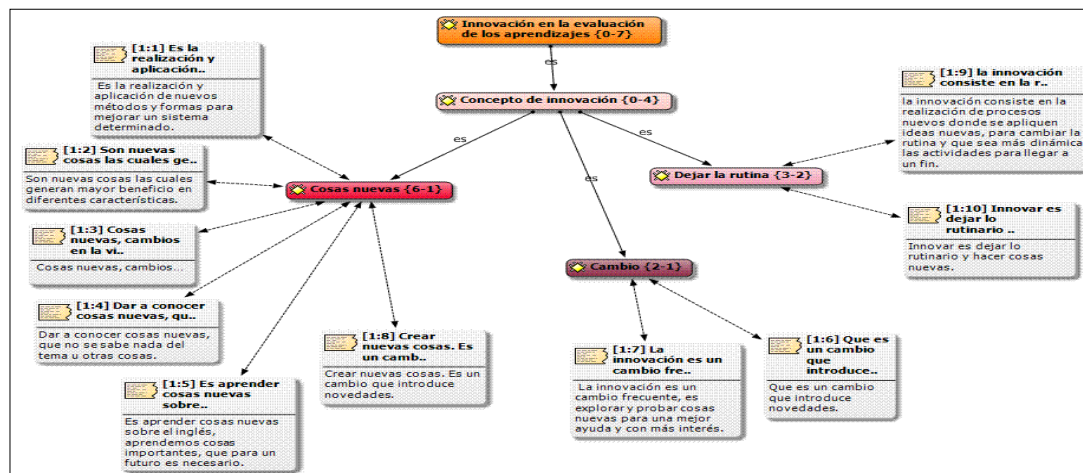 Innovación en la evaluación
de los aprendizajes {0-7}
es
Concepto de innovación {0-4}
es
es
es
Cosas nuevas {6-1}
Cambio {2-1}
Dejar la rutina {3-2}
[1:1] Es la
realización y
aplicación..
Es la realización y
aplicación de nuevos
métodos y formas para
mejorar un sistema
determinado.
[1:2] Son nuevas
cosas las cuales ge..
Son nuevas cosas las cuales
generan mayor beneficio en
diferentes características.
[1:3] Cosas
nuevas, cambios
en la vi..
Cosas nuevas, cambios...
[1:4] Dar a conocer
cosas nuevas, qu..
Dar a conocer cosas nuevas,
que no se sabe nada del
tema u otras cosas.
[1:5] Es aprender
cosas nuevas
sobre..
Es aprender cosas nuevas
sobre el inglés,
aprendemos cosas
importantes, que para un
futuro es necesario.
[1:8] Crear
nuevas cosas. Es
un camb..
Crear nuevas cosas. Es un
cambio que introduce
novedades.
[1:7] La
innovación es un
cambio fre..
La innovación es un
cambio frecuente, es
explorar y probar cosas
nuevas para una mejor
ayuda y con más interés.
[1:6] Que es
un cambio
que
introduce..
Que es un cambio
que introduce
novedades.
[1:9] la innovación
consiste en la r..
la innovación consiste en la
realización de procesos
nuevos donde se apliquen
ideas nuevas, para cambiar la
rutina y que sea más dinámica
las actividades para llegar a
un fin.
[1:10] Innovar es
dejar lo
rutinario ..
Innovar es dejar lo
rutinario y hacer cosas
nuevas.